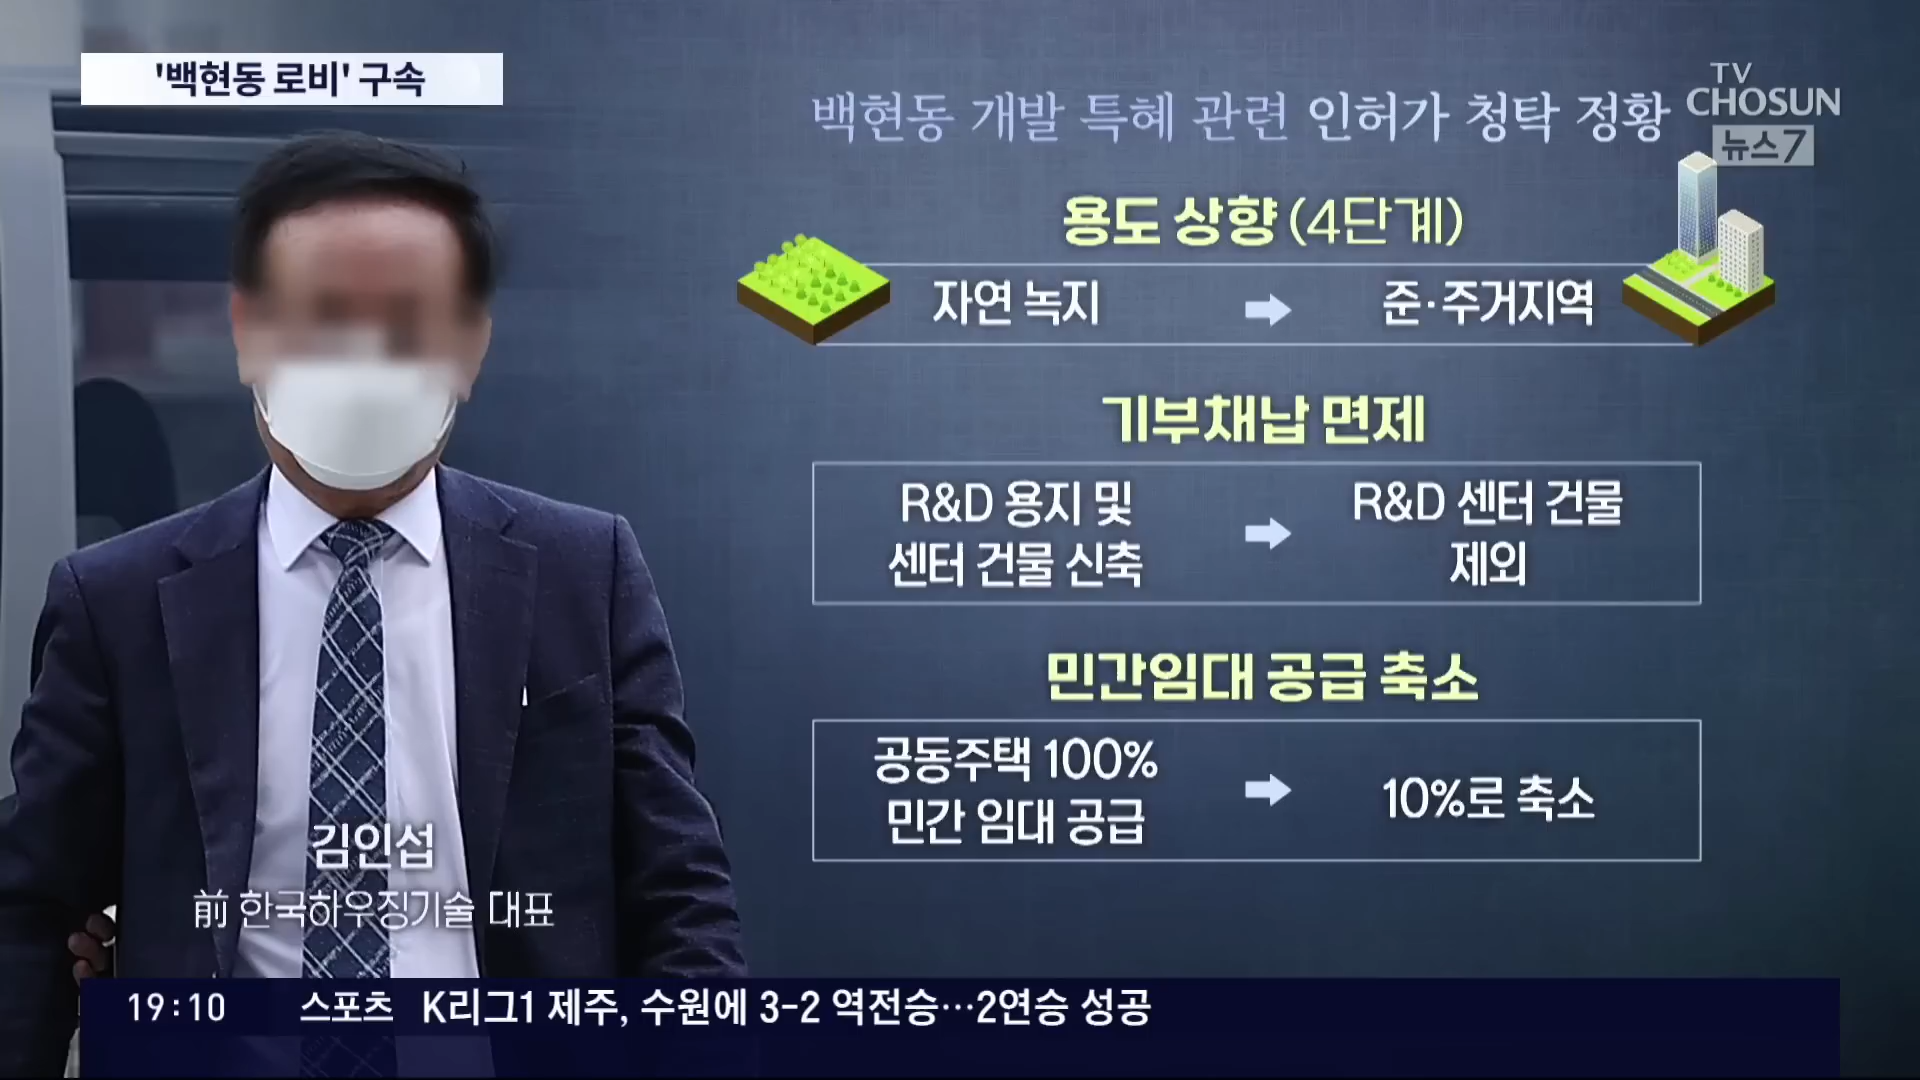 '백현동 로비' 구속
TV
CHOSUN
뉴스7
백현동 개발 특혜 관련 인허가 청탁 정황
용도 상향 (4단계)
자연 녹지
준·주거지역
기부채납 면제
R&D 용지 및
센터 건물 신축
R&D 센터 건물
제외
민간임대 공급 축소
공동주택 100%
민간 임대 공급
10%로 축소
김인섭
前 한국하우징기술 대표
19:10 스포츠 K리그1 제주, 수원에 3-2 역전승…2연승 성공